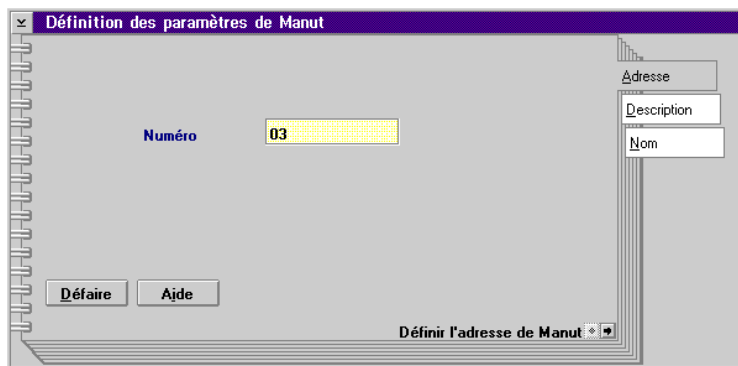 Définition des paramètres de Manut
Adresse
Description
Nom
Numéro 03
Défaire Aide
Définir l'adresse de Manut